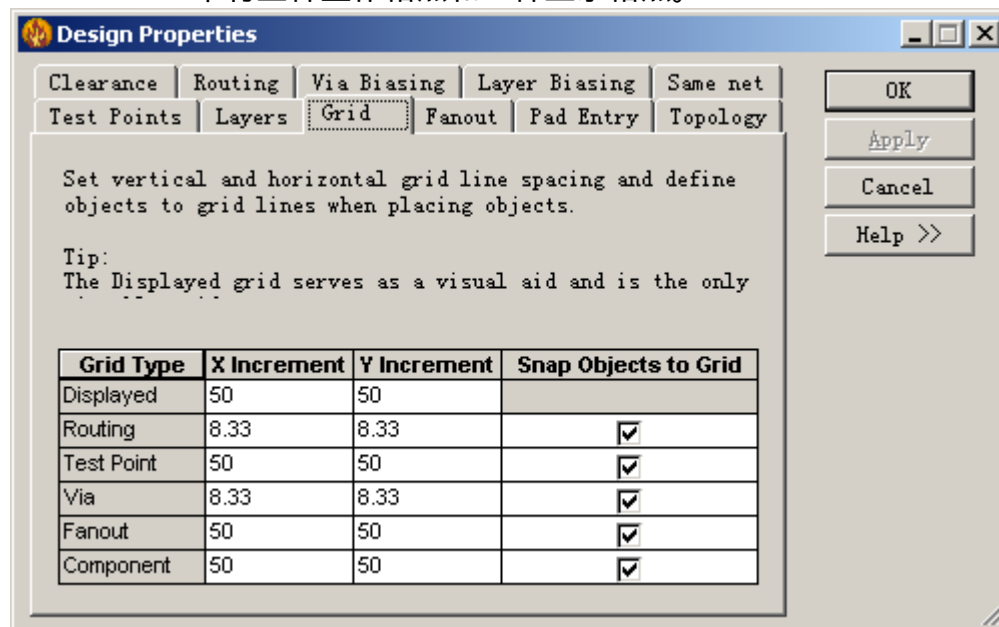 Design Properties
Clearance Routing Via Biasing Layer Biasing Same net
Test Points Layers Grid Fanout Pad Entry Topology
OK
Apply
Cancel
Help >>
Set vertical and horizontal grid line spacing and define
objects to grid lines when placing objects.
Tip:
The Displayed grid serves as a visual aid and is the only
Grid Type X Increment Y Increment Snap Objects to Grid
Displayed 50 50
Routing 8.33 8.33
Test Point 50 50
Via 8.33 8.33
Fanout 50 50
Component 50 50